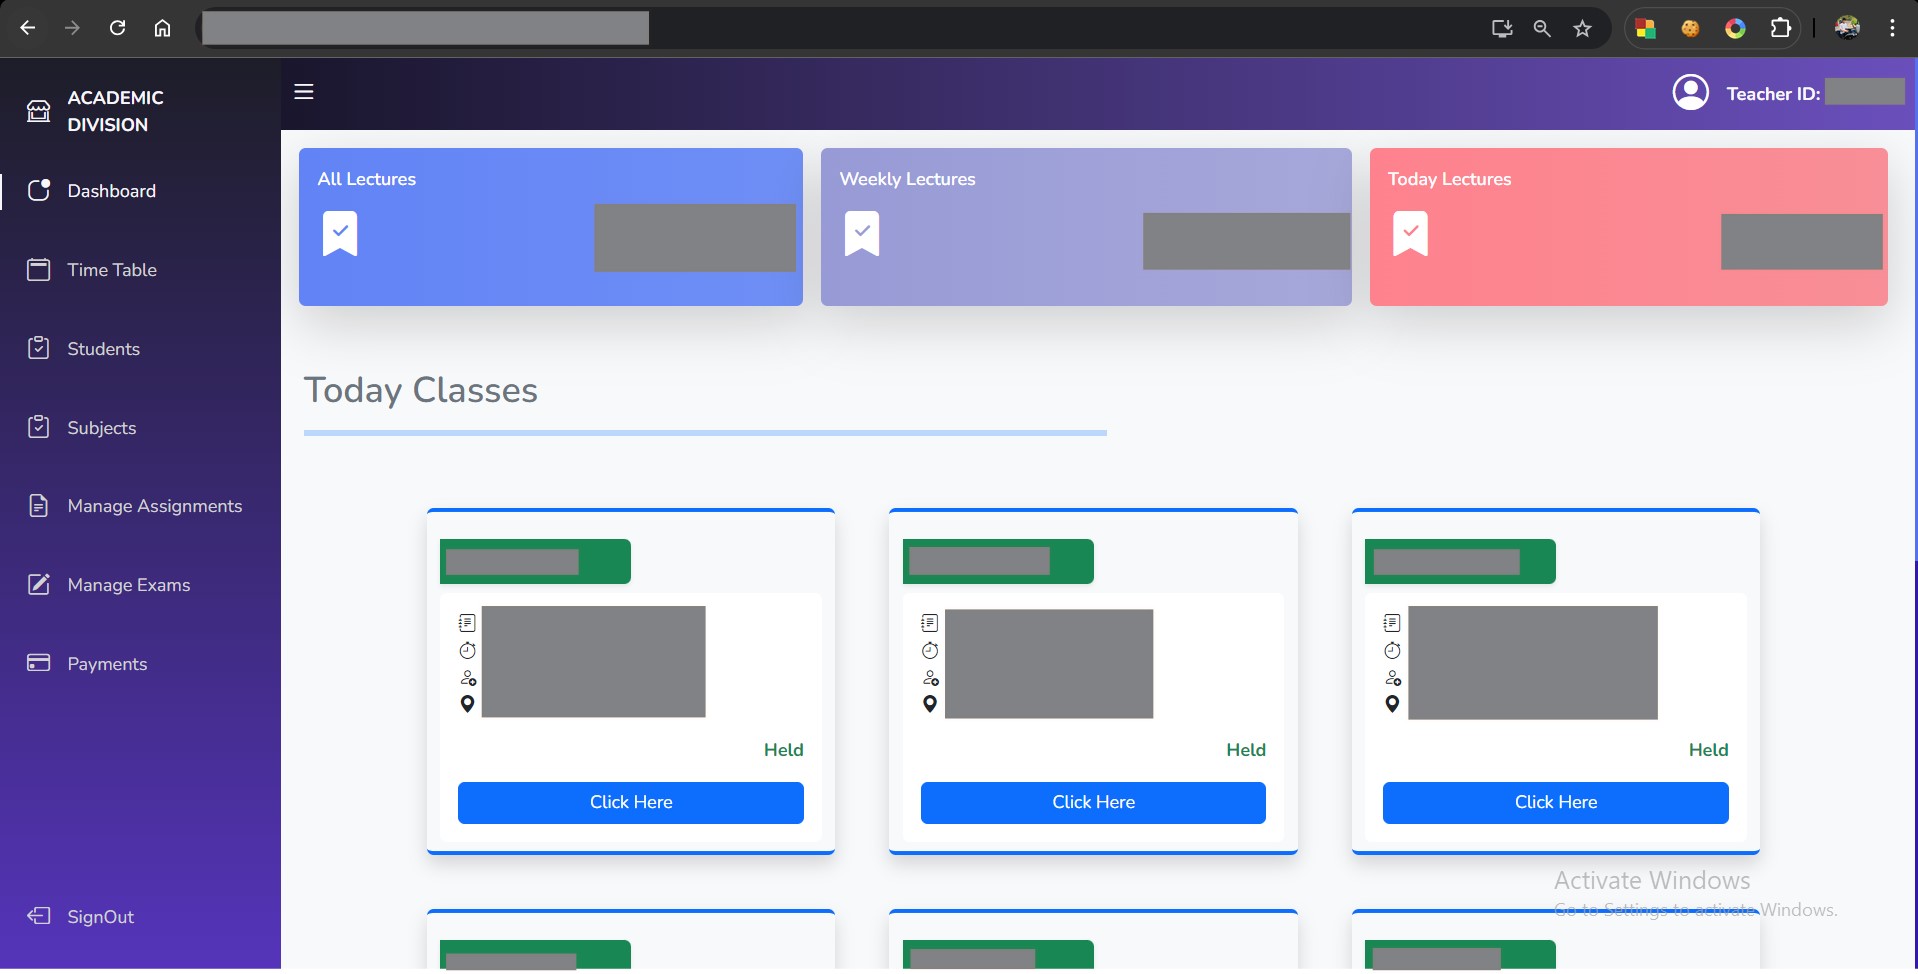 Teacher ID:
ACADEMIC
DIVISION
Dashboard
Time Table
Students
Subjects
Manage Assignments
Manage Exams
Payments
SignOut
All Lectures
Weekly Lectures
Today Lectures
Today Classes
Held
Click Here
Held
Click Here
Held
Click Here
Activate Windows
Go to Settings to activate Windows.